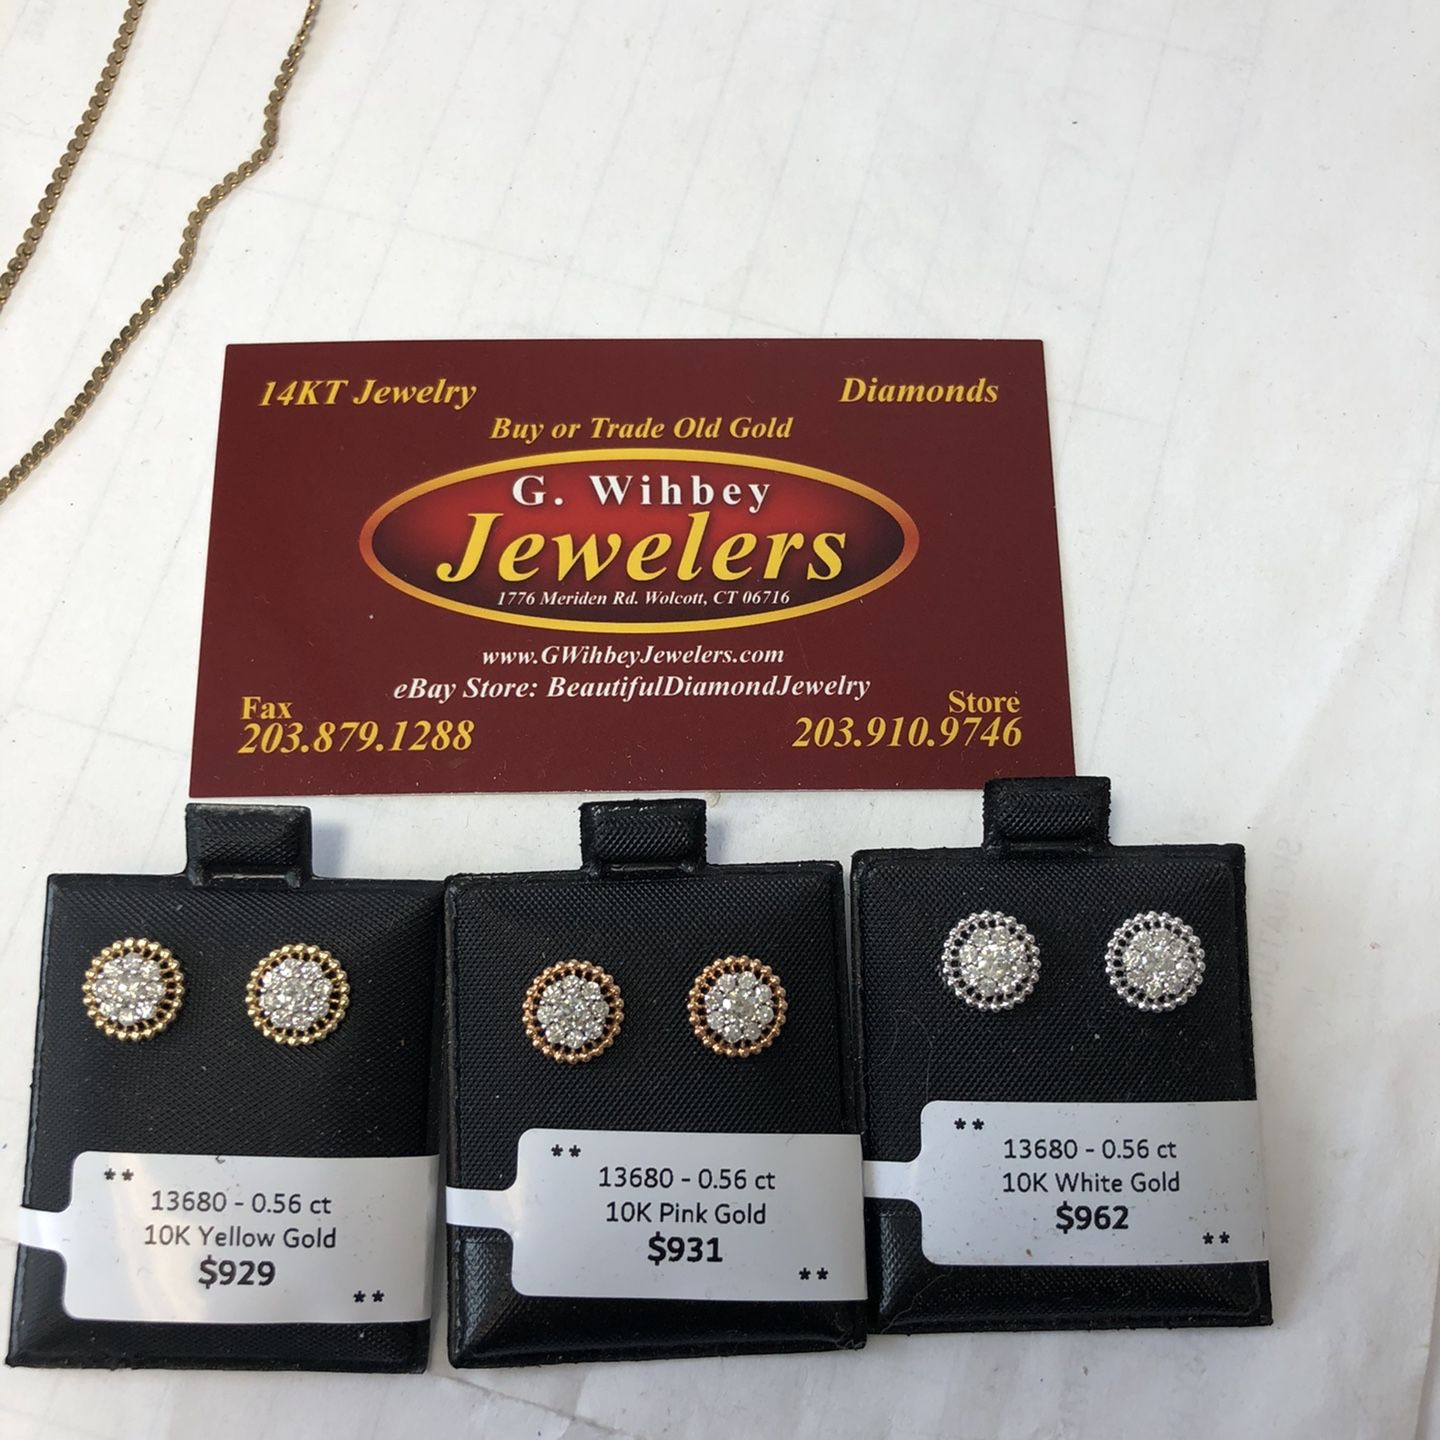 14KT Jewelry
Diamonds
Buy or Trade Old Gold
G. Wihbey
Jewelers
1776 Meriden Rd. Wolcott, CT 06716
www.GWihbeyJewelers.com
eBay Store: BeautifulDiamondJewelry
Fax
203.879.1288
Store
203.910.9746
**
13680 - 0.56 ct
10K Yellow Gold
$929
**
**
13680 - 0.56 ct
10K Pink Gold
$931
**
**
13680 - 0.56 ct
10K White Gold
$962
**